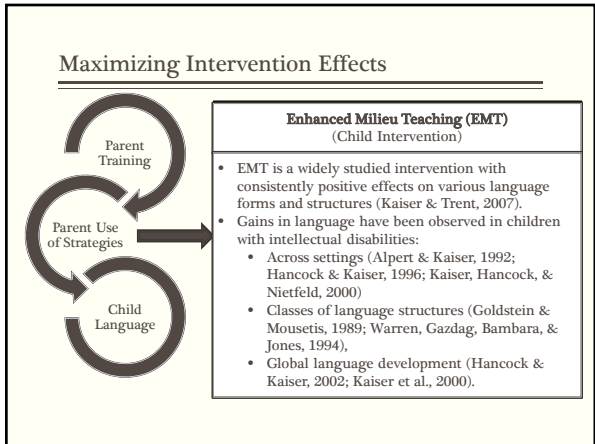 Maximizing Intervention Effects
Parent
Training
Parent Use
of Strategies
Child
Language
Enhanced Milieu Teaching (EMT)
(Child Intervention)
• EMT is a widely studied intervention with
consistently positive effects on various language
forms and structures (Kaiser & Trent, 2007).
• Gains in language have been observed in children
with intellectual disabilities:
• Across settings (Alpert & Kaiser, 1992;
Hancock & Kaiser, 1996; Kaiser, Hancock, &
Nietfeld, 2000)
• Classes of language structures (Goldstein &
Mousetis, 1989; Warren, Gazdag, Bambara, &
Jones, 1994),
• Global language development (Hancock &
Kaiser, 2002; Kaiser et al., 2000).